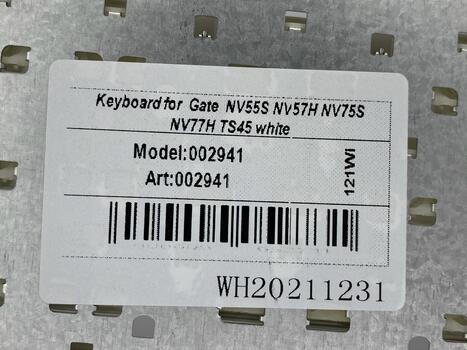 Keyboard for Gate NV55S NV57H NV75S
NV77H TS45 white
Model:002941
Art:002941
121WI
WH20211231